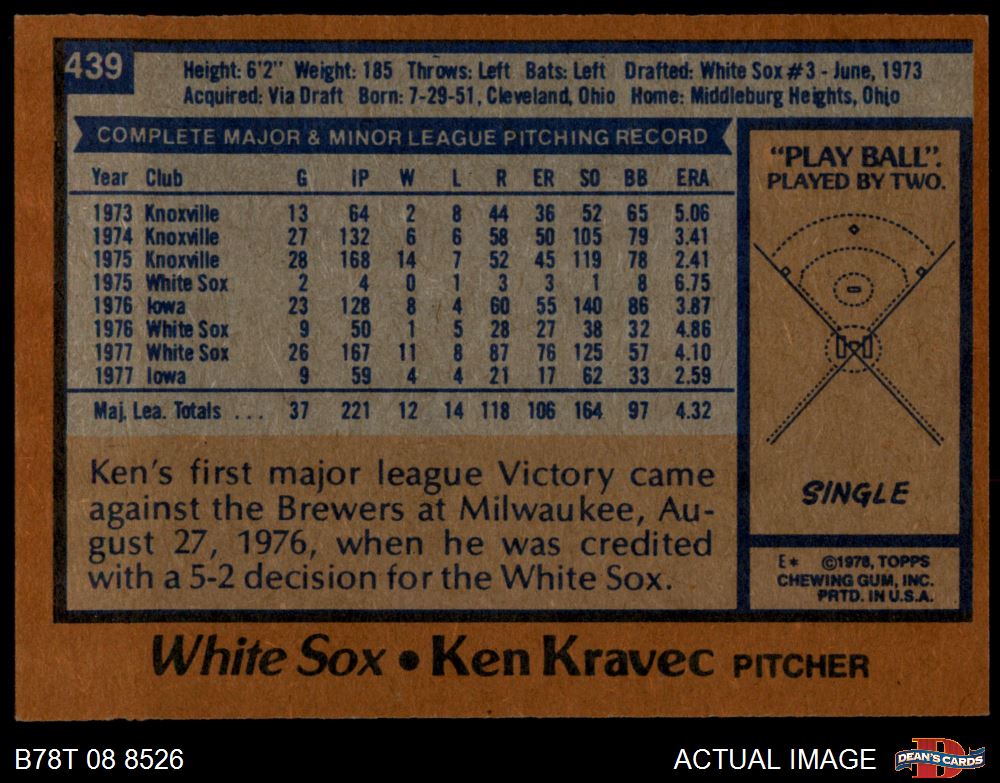 439
Height: 6'2" Weight: 185 Throws: Left Bats: Left Drafted: White Sox #3 - June, 1973
Acquired: Via Draft Born: 7-29-51, Cleveland, Ohio Home: Middleburg Heights, Ohio
COMPLETE MAJOR & MINOR LEAGUE PITCHING RECORD
Year Club G IP W L R ER SO BB ERA
1973 Knoxville 13 64 2 8 44 36 52 65 5.06
1974 Knoxville 27 132 6 6 58 50 105 79 3.41
1975 Knoxville 28 168 14 7 52 45 119 78 2.41
1975 White Sox 2 4 0 1 3 3 1 8 6.75
1976 Iowa 23 128 8 4 60 55 140 86 3.87
1976 White Sox 9 50 1 5 28 27 38 32 4.86
1977 White Sox 26 167 11 8 87 76 125 57 4.10
1977 Iowa 9 59 4 4 21 17 62 33 2.59
Maj. Lea. Totals ... 37 221 12 14 118 106 164 97 4.32
Ken's first major league Victory came
against the Brewers at Milwaukee, Au-
gust 27, 1976, when he was credited
with a 5-2 decision for the White Sox.
"PLAY BALL".
PLAYED BY TWO.
SINGLE
E* ©1978, TOPPS
CHEWING GUM, INC.
PRTD. IN U.S.A.
White Sox • Ken Kravec PITCHER
B78T 08 8526
ACTUAL IMAGE
D
DEAN'S CARDS